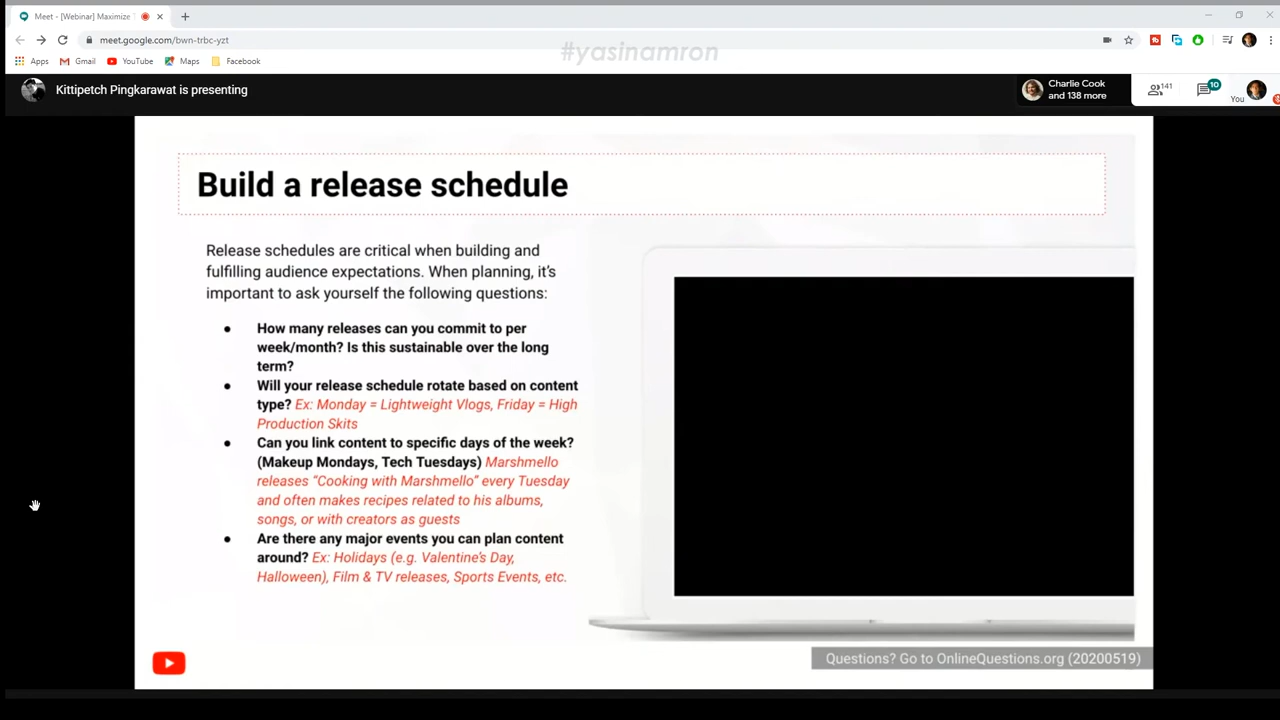 Meet - [Webinar] Maximize T
meet.google.com/bwn-trbc-yzt
#yasinamron
Apps Gmail YouTube Maps Facebook
Kittipetch Pingkarawat is presenting
Charlie Cook
and 138 more
141
10
You
Build a release schedule
Release schedules are critical when building and
fulfilling audience expectations. When planning, it's
important to ask yourself the following questions:
● How many releases can you commit to per
week/month? Is this sustainable over the long
term?
● Will your release schedule rotate based on content
type? Ex: Monday = Lightweight Vlogs, Friday = High
Production Skits
● Can you link content to specific days of the week?
(Makeup Mondays, Tech Tuesdays) Marshmello
releases “Cooking with Marshmello” every Tuesday
and often makes recipes related to his albums,
songs, or with creators as guests
● Are there any major events you can plan content
around? Ex: Holidays (e.g. Valentine's Day,
Halloween), Film & TV releases, Sports Events, etc.
Questions? Go to OnlineQuestions.org (20200519)